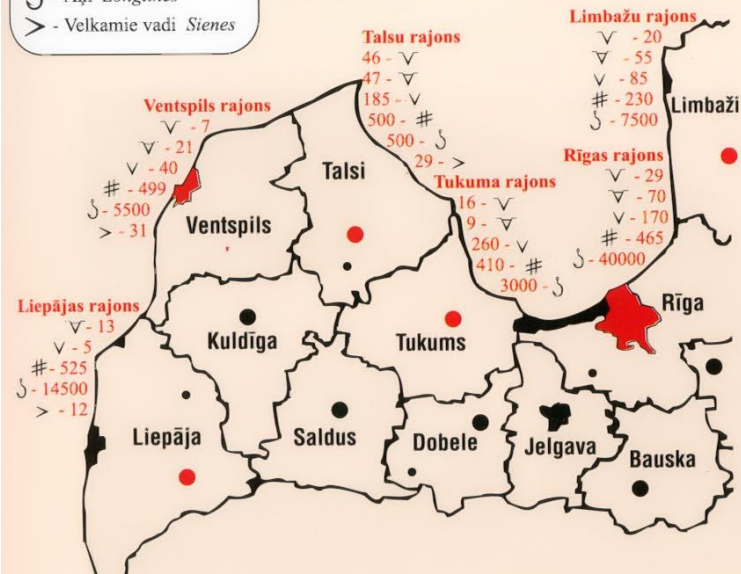 Āķi Longlines
> - Velkamie vadi Sienes
Limbažu rajons
- 20
- 55
- 85
# - 230
- 7500
Talsu rajons
46 -
47 -
185 -
500 - #
500 -
29 - >
Ventspils rajons
- 7
- 21
- 40
# - 499
- 5500
> - 31
Rīgas rajons
- 29
- 70
- 170
# - 465
- 40000
Tukuma rajons
16 -
9 -
260 -
410 - #
3000 -
Liepājas rajons
- 13
- 5
# - 525
- 14500
> - 12
Limbaži
Talsi
Ventspils
Rīga
Kuldīga
Tukums
Liepāja
Saldus
Dobele
Jelgava
Bauska